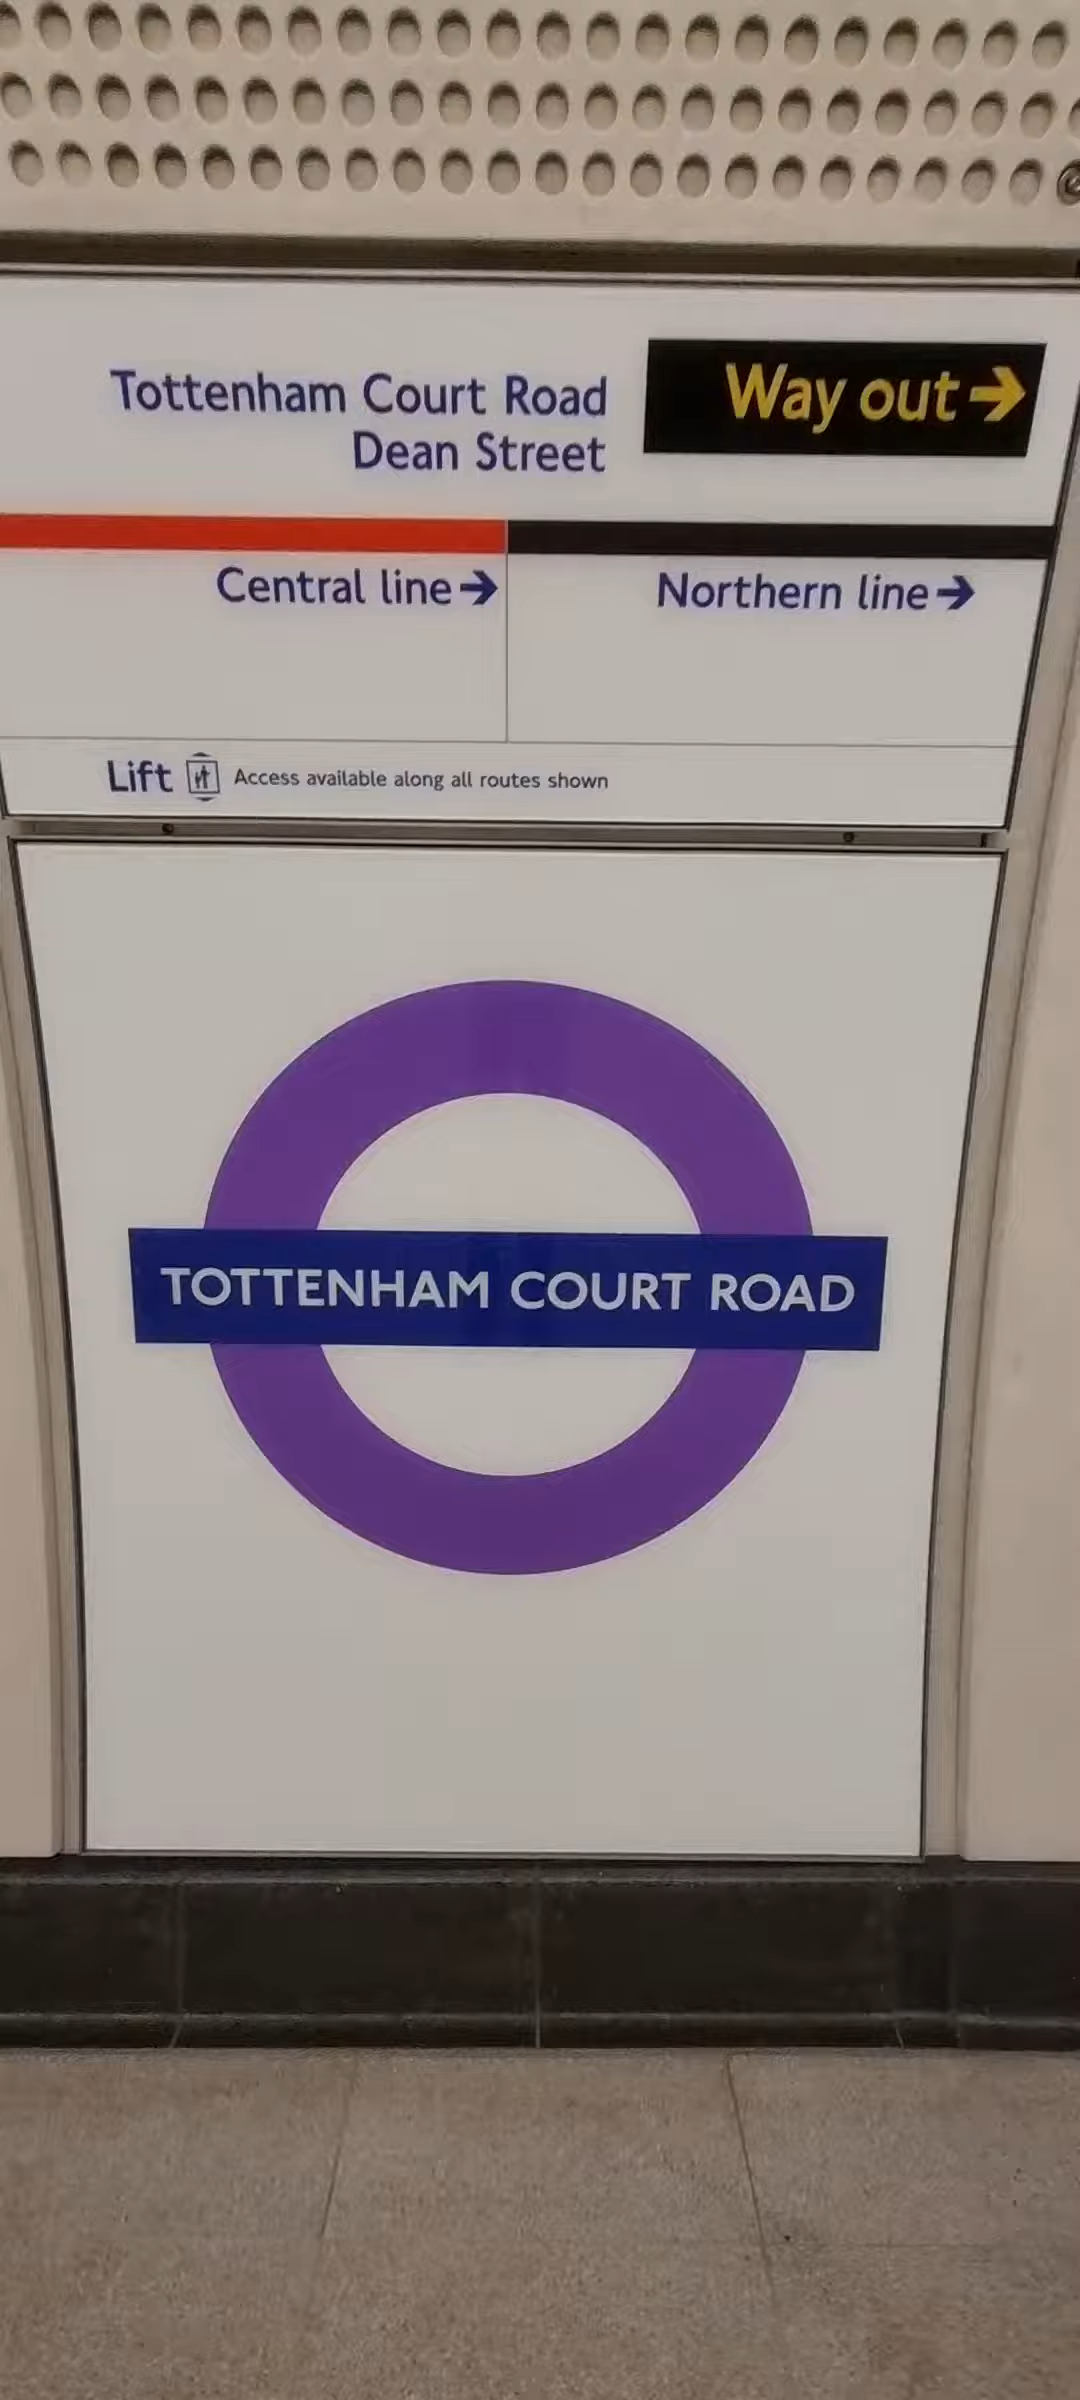 Tottenham Court Road
Dean Street
Way out→
Central line→
Northern line→
Lift Access available along all routes shown
TOTTENHAM COURT ROAD